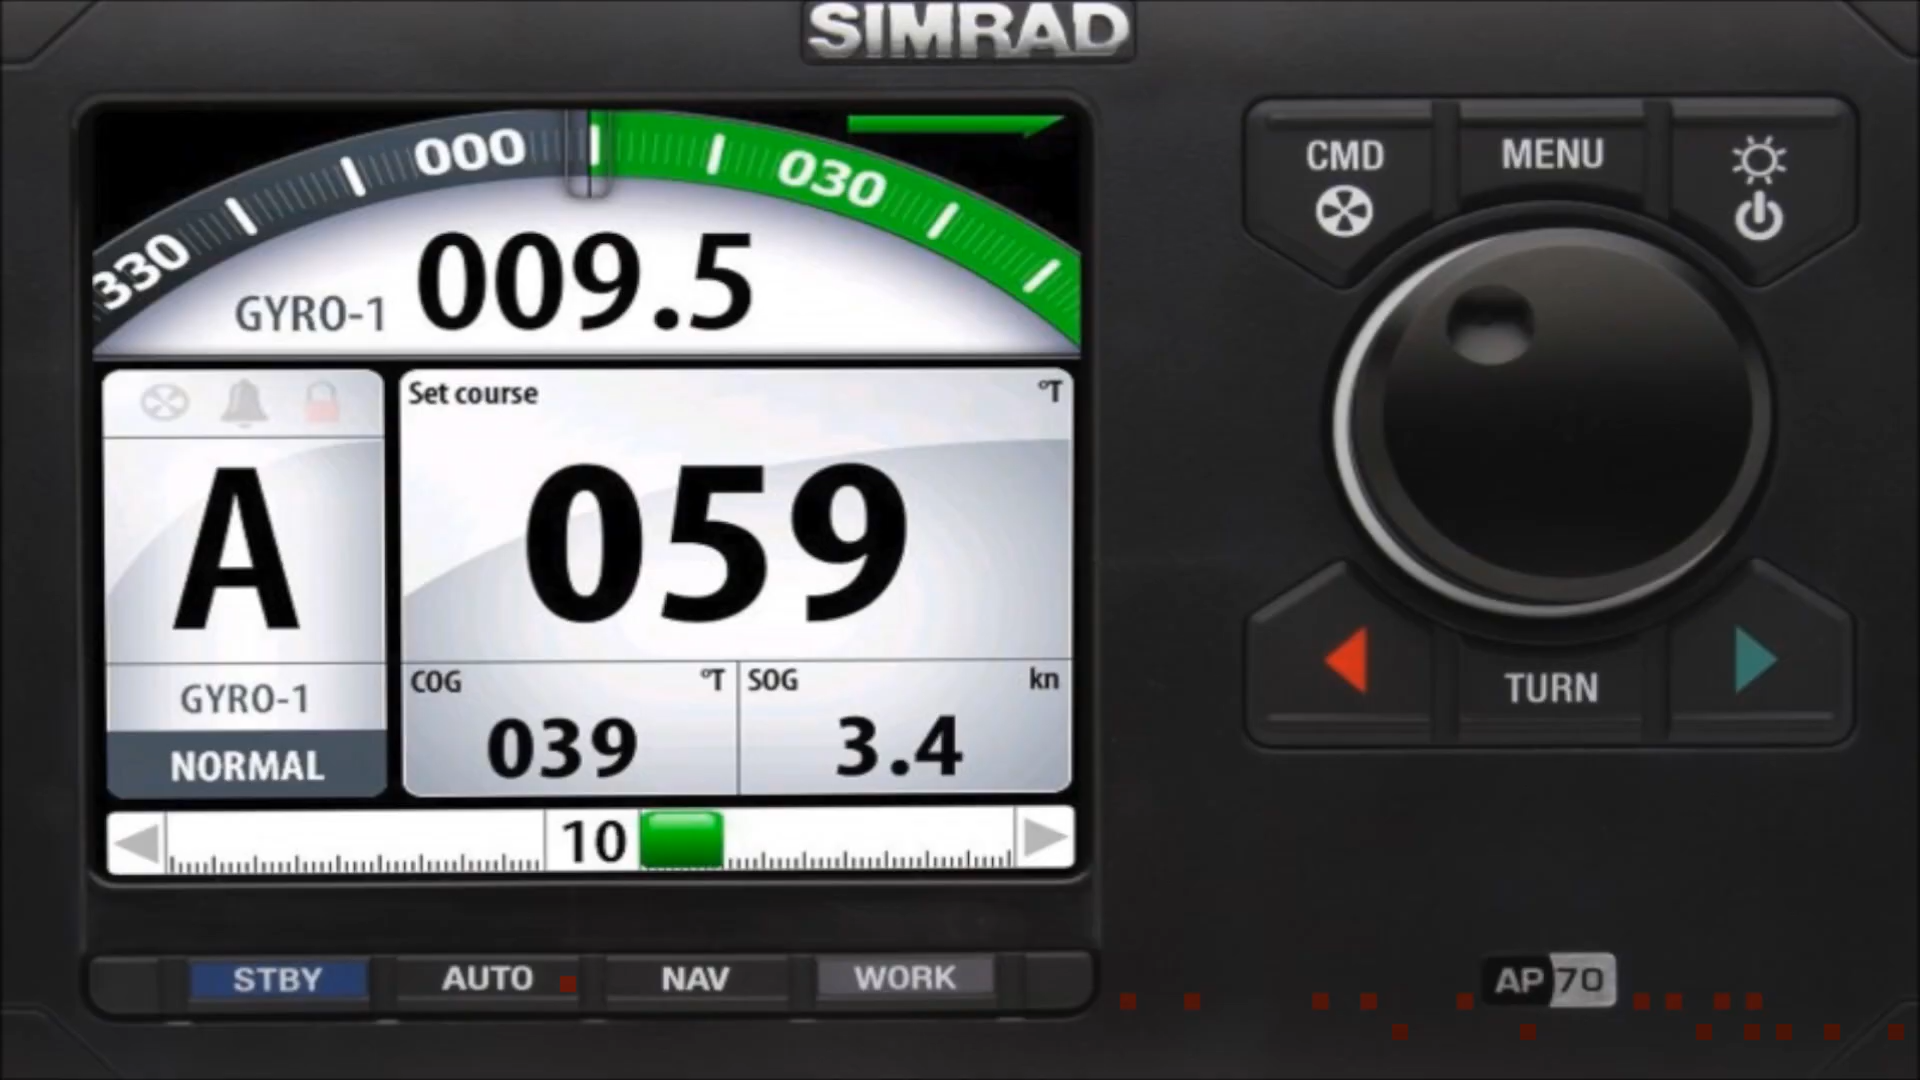 SIMRAD
330 000 030
GYRO-1 009.5
Set course °T
059
A
GYRO-1
NORMAL
COG °T
039
SOG kn
3.4
10
CMD
MENU
TURN
STBY AUTO NAV WORK
AP70